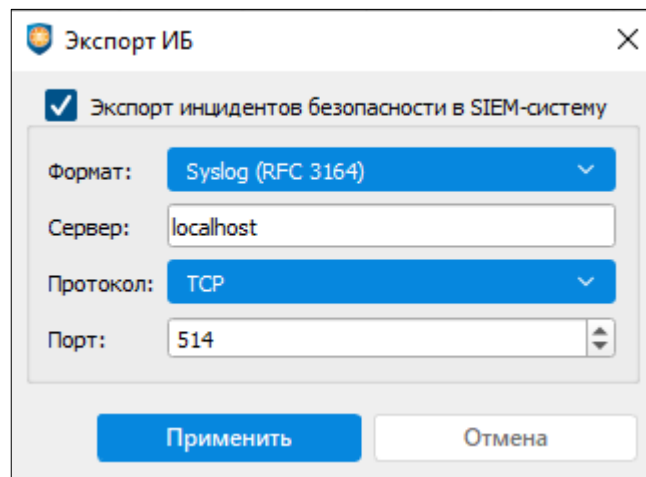 Экспорт ИБ
Экспорт инцидентов безопасности в SIEM-систему
Формат: Syslog (RFC 3164)
Сервер: localhost
Протокол: TCP
Порт: 514
Применить Отмена